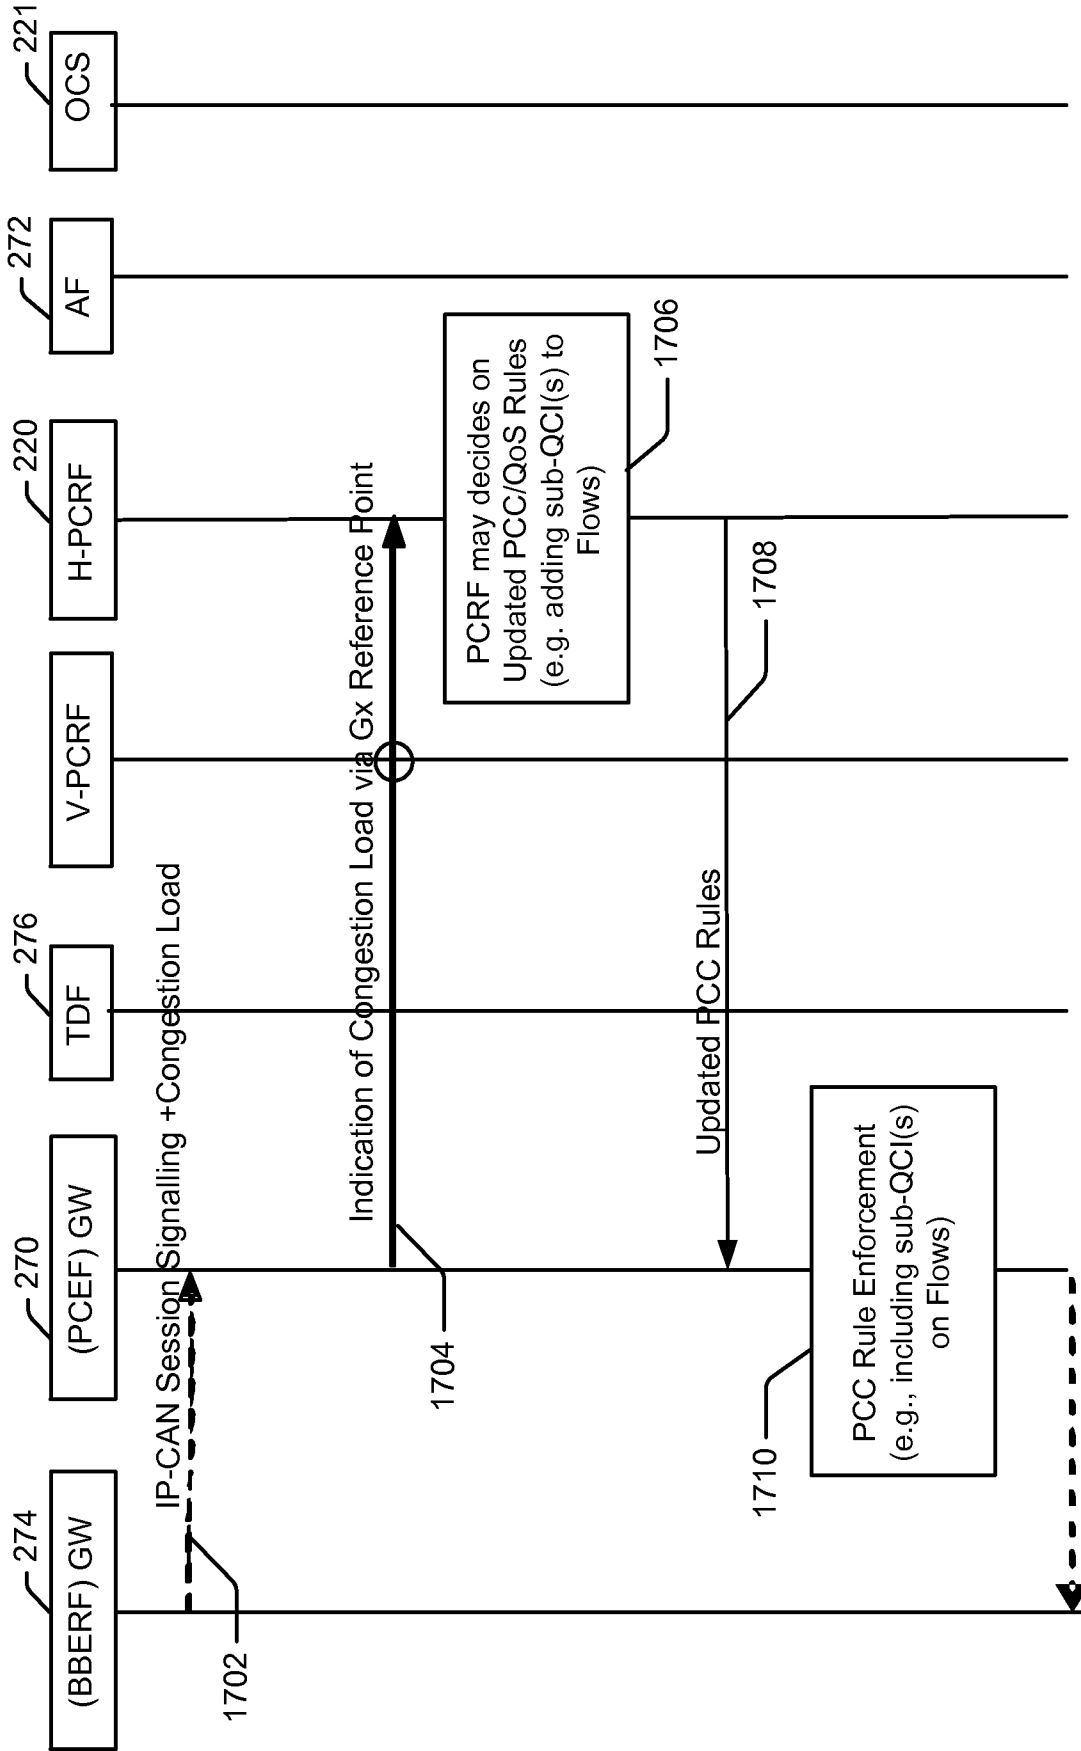 274
270
276
220
272
221
(BBERF) GW
(PCEF) GW
TDF
V-PCRF
H-PCRF
AF
OCS
IP-CAN Session Signalling +Congestion Load
1702
Indication of Congestion Load via Gx Reference Point
1704
PCRF may decides on
Updated PCC/QoS Rules
(e.g. adding sub-QCI(s) to
Flows)
1706
Updated PCC Rules
1708
1710
PCC Rule Enforcement
(e.g., including sub-QCI(s)
on Flows)